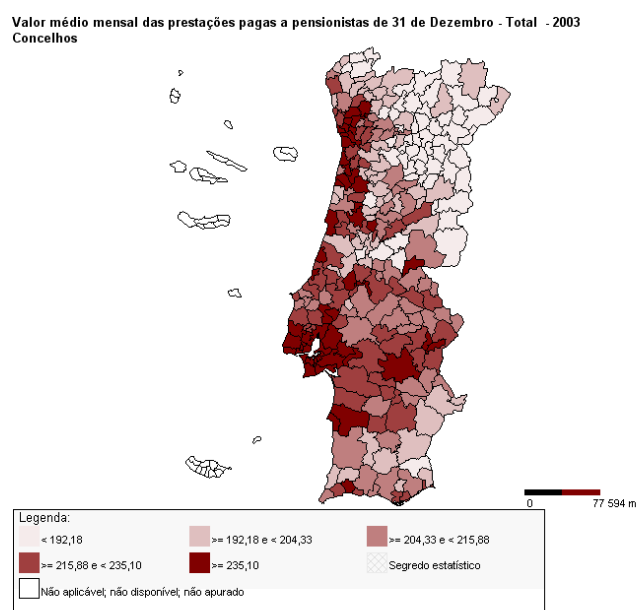 Valor médio mensal das prestações pagas a pensionistas de 31 de Dezembro - Total - 2003
Concelhos
0 77 594 m
Legenda:
< 192,18
>= 192,18 e < 204,33
>= 204,33 e < 215,88
>= 215,88 e < 235,10
>= 235,10
Segredo estatístico
Não aplicável; não disponível; não apurado